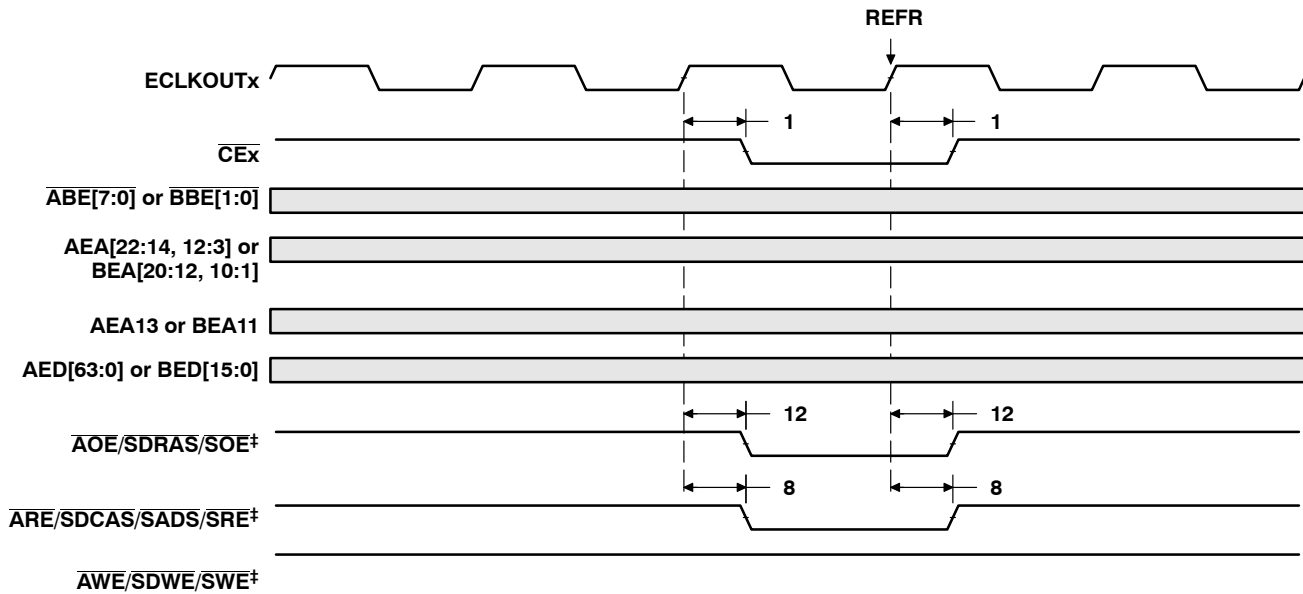 REFR
ECLKOUTx
1 1
CEx
ABE[7:0] or BBE[1:0]
AEA[22:14, 12:3] or
BEA[20:12, 10:1]
AEA13 or BEA11
AED[63:0] or BED[15:0]
12 12
AOE/SDRAS/SOE‡
8 8
ARE/SDCAS/SADS/SRE‡
AWE/SDWE/SWE‡